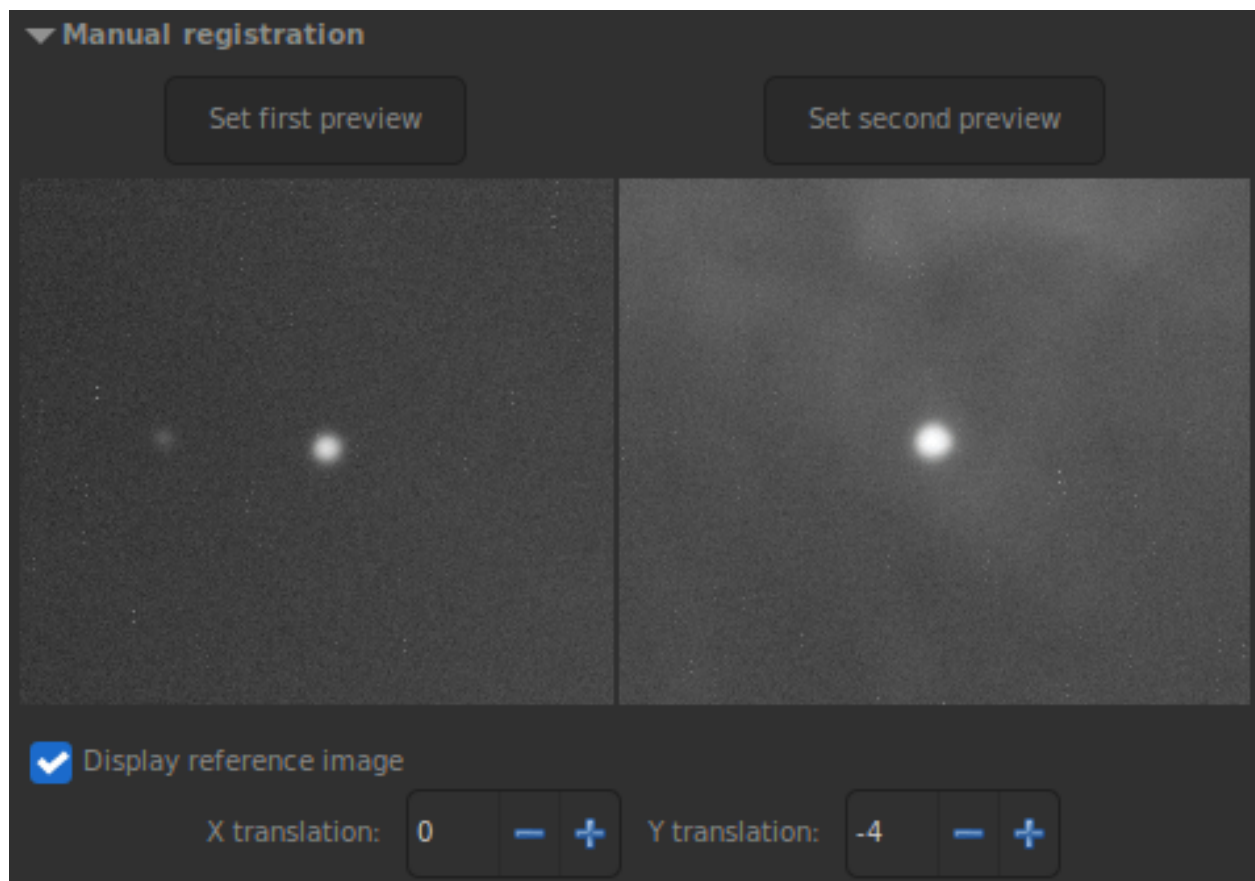 Manual registration
Set first preview
Set second preview
Display reference image
X translation: 0 Y translation: -4